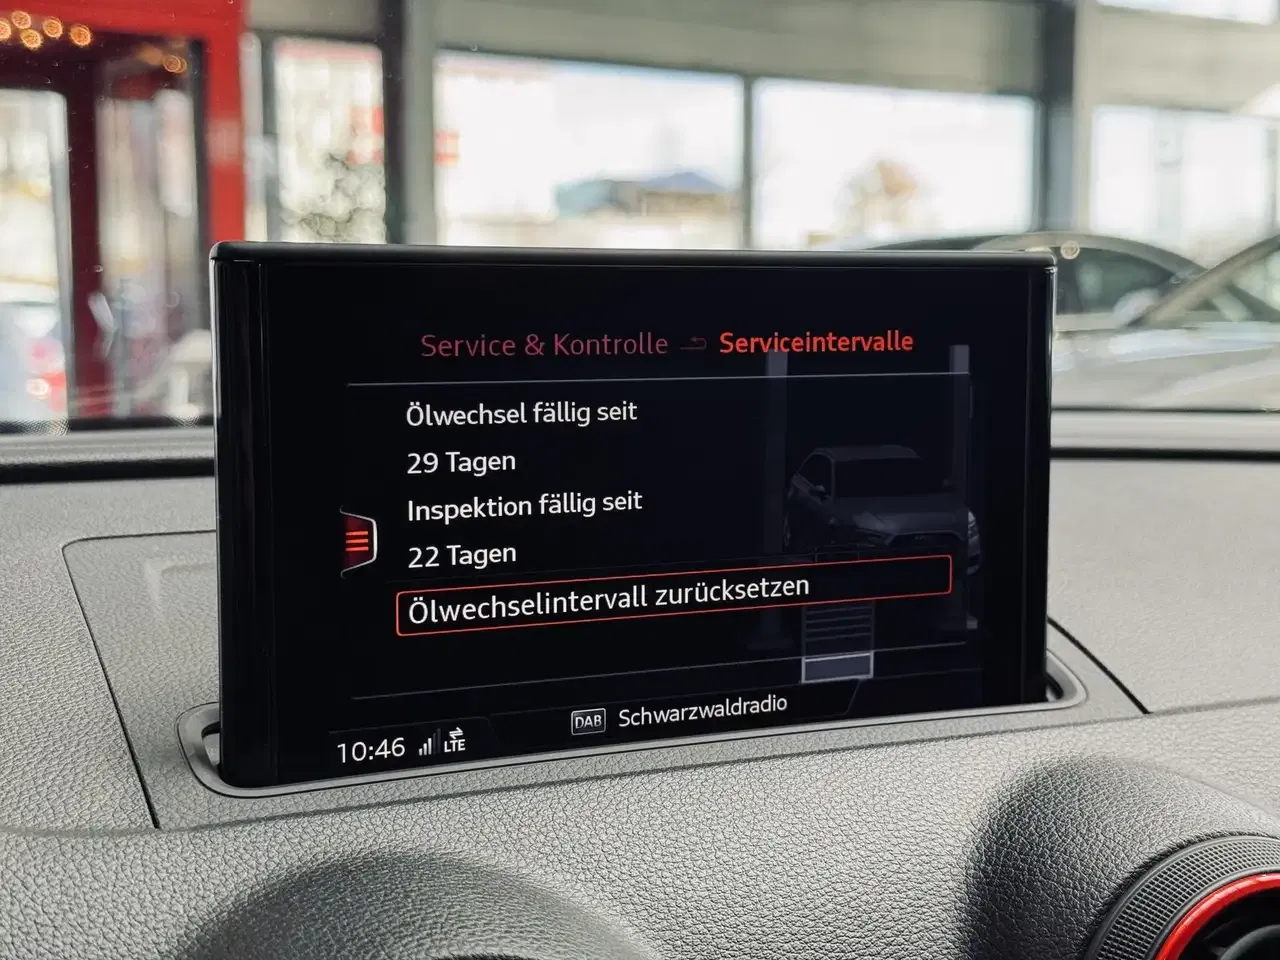 Service & Kontrolle Serviceintervalle
Ölwechsel fällig seit
29 Tagen
Inspektion fällig seit
22 Tagen
Ölwechselintervall zurücksetzen
DAB Schwarzwaldradio
10:46 LTE